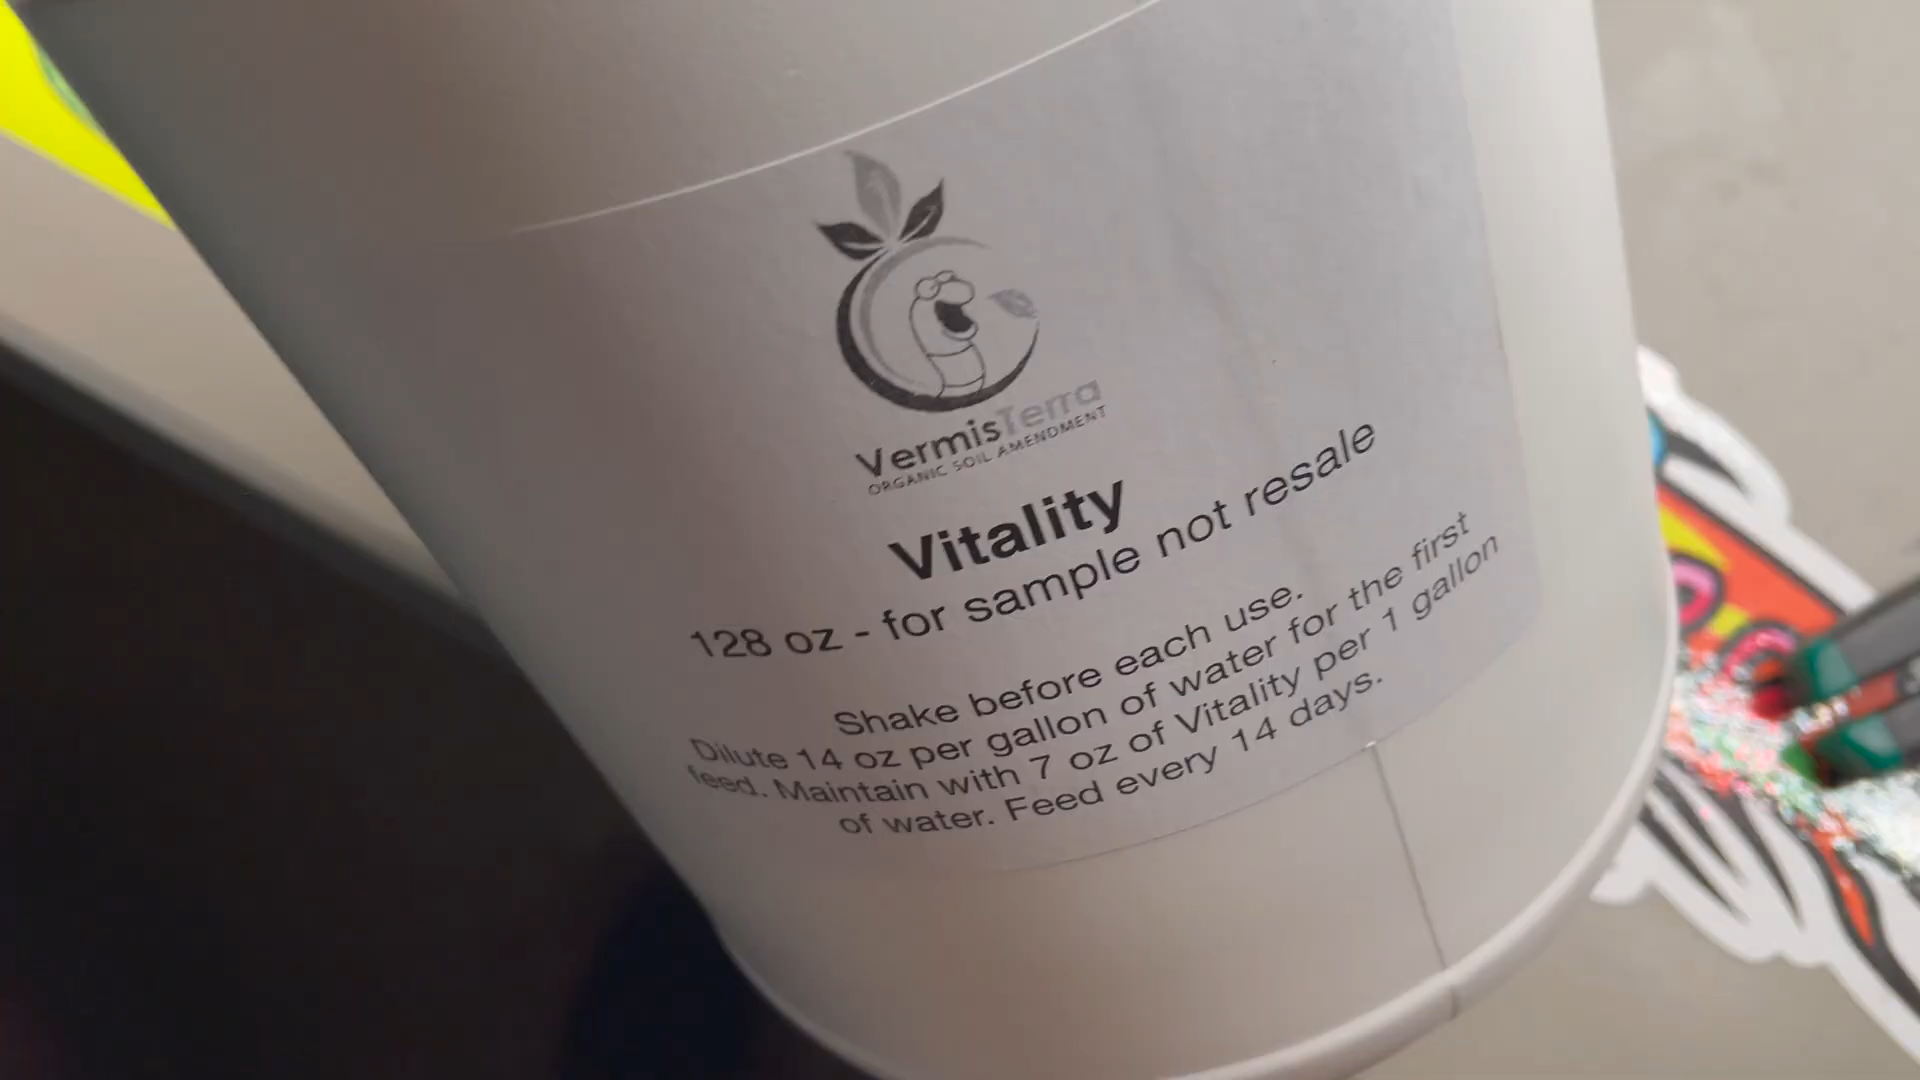 VermisTerra
ORGANIC SOIL AMENDMENT
Vitality
128 oz - for sample not resale
Shake before each use.
Dilute 14 oz per gallon of water for the first
feed. Maintain with 7 oz of Vitality per 1 gallon
of water. Feed every 14 days.